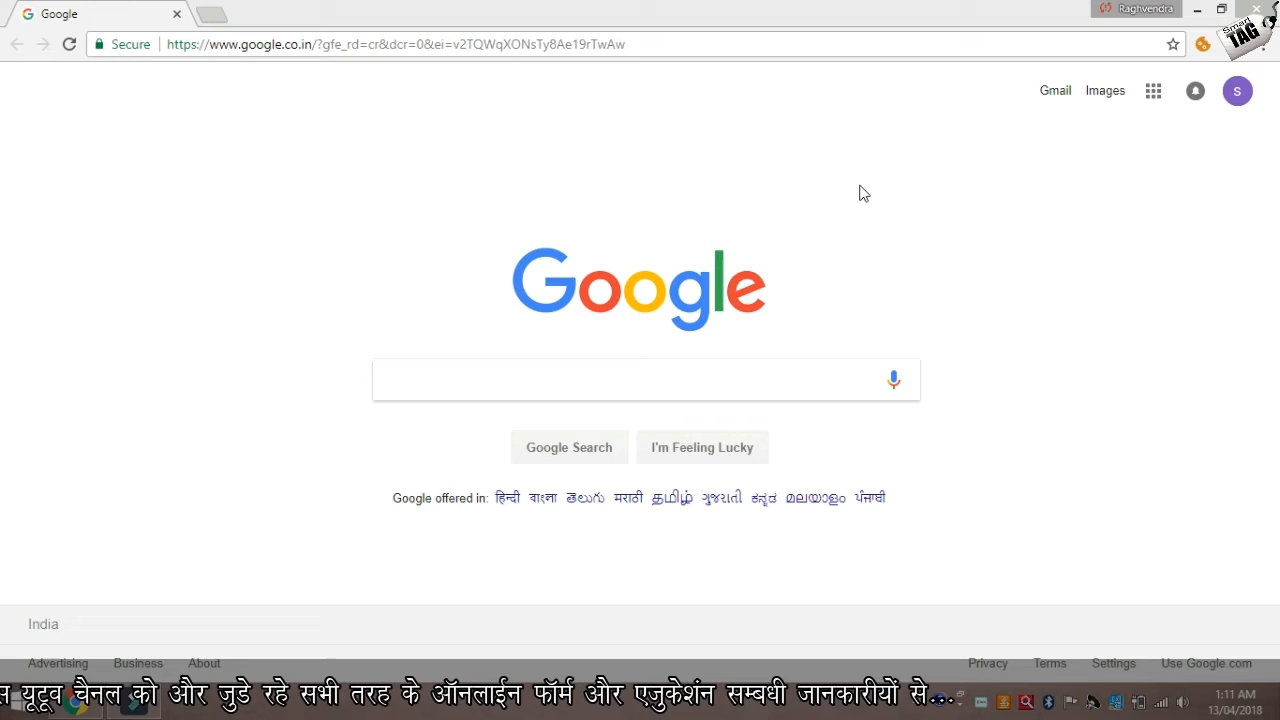 Google
Raghvendra
Secure
https://www.google.co.in/?gfe_rd=cr&dcr=0&ei=v2TQWqXONsTy8Ae19rTwAw
Smart TAG
Gmail Images
S
Google
Google Search I'm Feeling Lucky
Google offered in: हिन्दी বাংলা తెలుగు मराठी தமிழ் ગુજરાતી ಕನ್ನಡ മലയാളം ਪੰਜਾਬੀ
India
Advertising Business About Privacy Terms Settings Use Google.com
यूटूव चैनल को और जुडे रहे सभी तरह के ऑनलाईन फॉर्म और एजुकेशंन सम्बधी जानकारीयों से
1:11 AM
13/04/2018